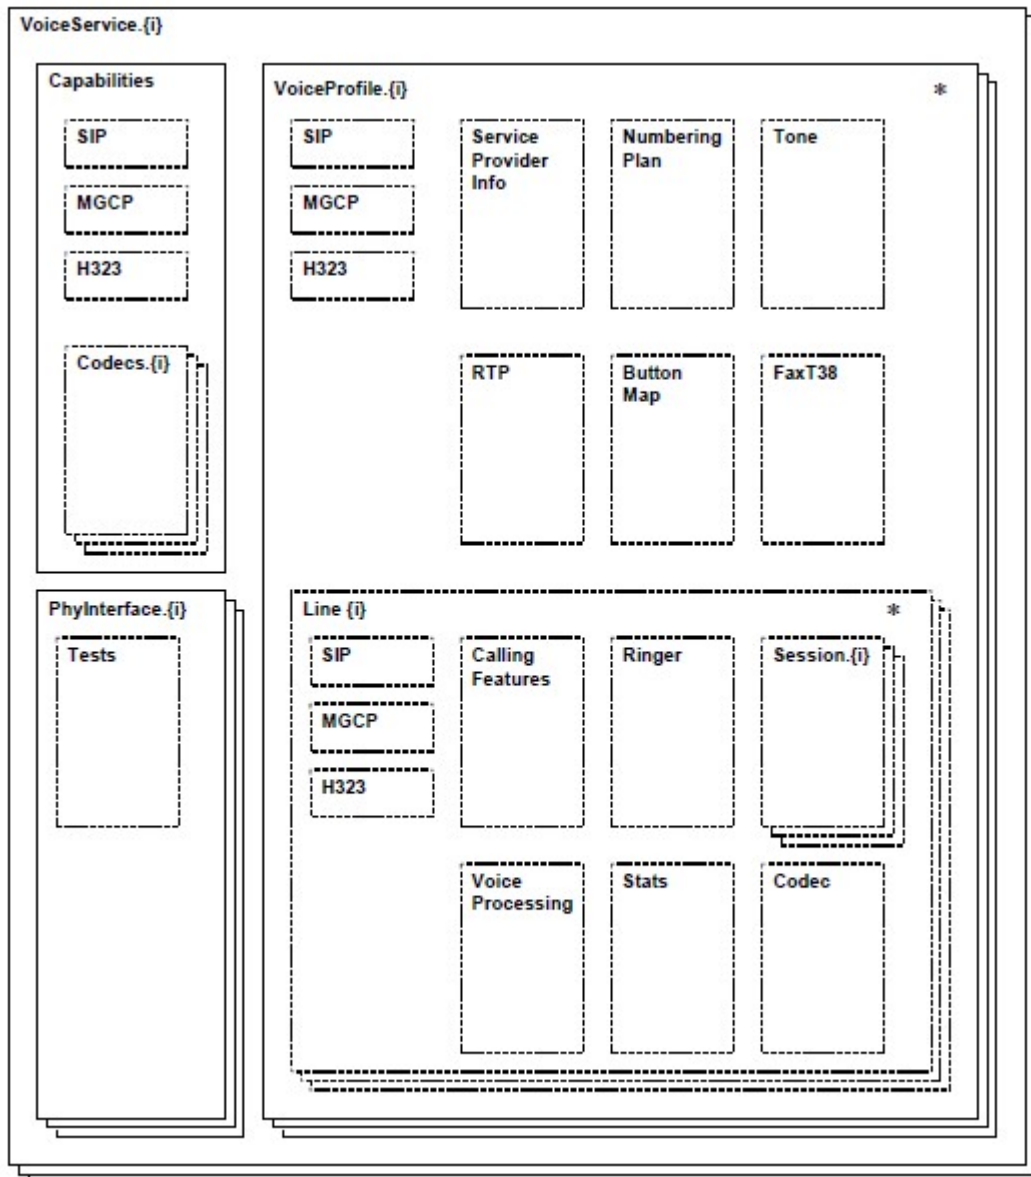 VoiceService.{i}
Capabilities
SIP
MGCP
H323
Codecs.{i}
PhyInterface.{i}
Tests
VoiceProfile.{i}
*
SIP
MGCP
H323
Service
Provider
Info
Numbering
Plan
Tone
RTP
Button
Map
FaxT38
Line {i}
*
SIP
MGCP
H323
Calling
Features
Ringer
Session.{i}
Voice
Processing
Stats
Codec